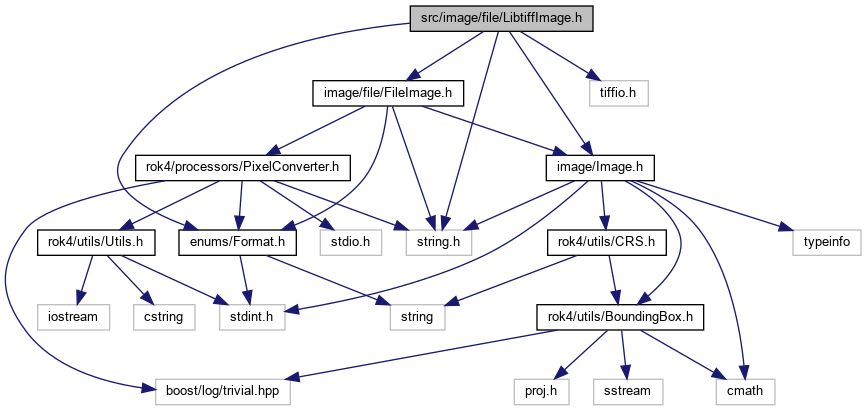 src/image/file/LibtiffImage.h
image/file/FileImage.h
tiffio.h
rok4/processors/PixelConverter.h
image/Image.h
rok4/utils/Utils.h
enums/Format.h
stdio.h
string.h
rok4/utils/CRS.h
typeinfo
iostream
cstring
stdint.h
string
rok4/utils/BoundingBox.h
boost/log/trivial.hpp
proj.h
sstream
cmath